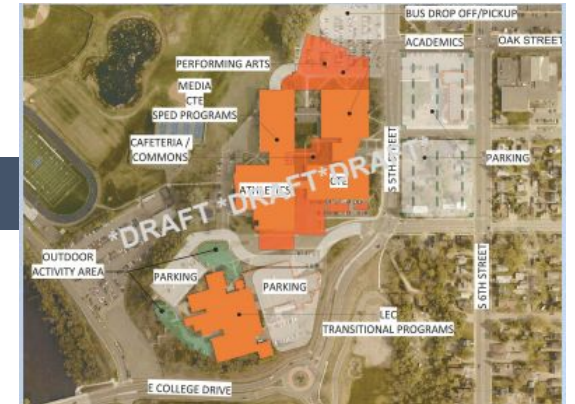 BUS DROP OFF/PICKUP
ACADEMICS
OAK STREET
PERFORMING ARTS
MEDIA
CTE
SPED PROGRAMS
CAFETERIA /
COMMONS
S 5TH STREET
PARKING
ATHLETICS
CTE
*DRAFT *DRAFT*DRAFT*
OUTDOOR
ACTIVITY AREA
PARKING
PARKING
S 6TH STREET
LEC
TRANSITIONAL PROGRAMS
E COLLEGE DRIVE